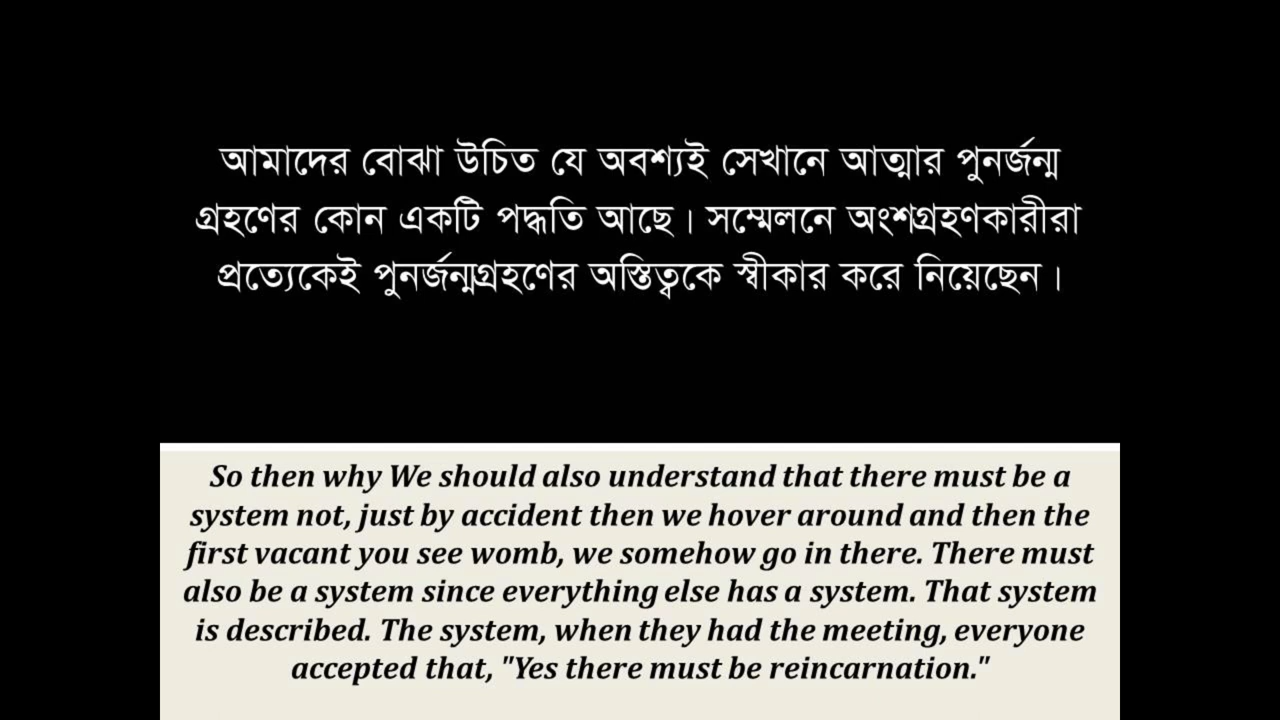 আমাদের বোঝা উচিত যে অবশ্যই সেখানে আত্মার পুনর্জন্ম
গ্রহণের কোন একটি পদ্ধতি আছে। সম্মেলনে অংশগ্রহণকারীরা
প্রত্যেকেই পুনর্জন্মগ্রহণের অস্তিত্বকে স্বীকার করে নিয়েছেন।
So then why We should also understand that there must be a
system not, just by accident then we hover around and then the
first vacant you see womb, we somehow go in there. There must
also be a system since everything else has a system. That system
is described. The system, when they had the meeting, everyone
accepted that, "Yes there must be reincarnation."